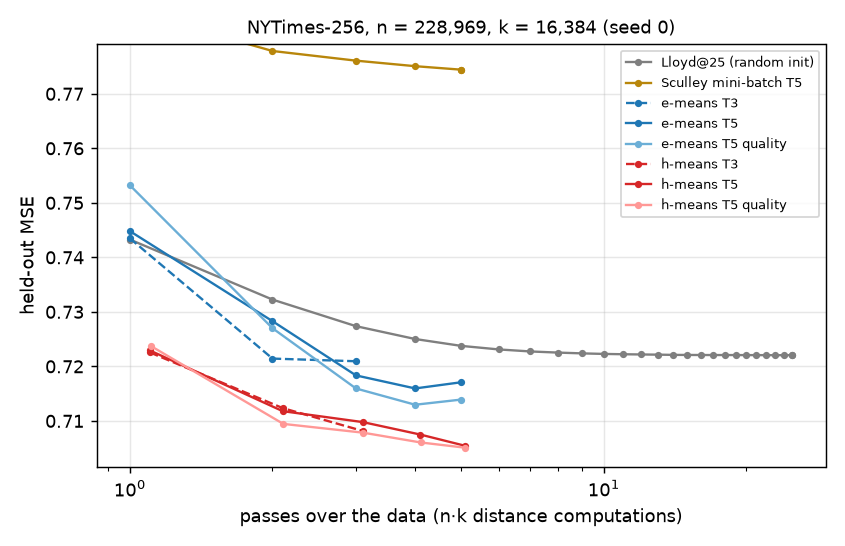 NYTimes-256, n = 228,969, k = 16,384 (seed 0)
held-out MSE
0.77
0.76
0.75
0.74
0.73
0.72
0.71
Lloyd@25 (random init)
Sculley mini-batch T5
e-means T3
e-means T5
e-means T5 quality
h-means T3
h-means T5
h-means T5 quality
10⁰
10¹
passes over the data (n·k distance computations)